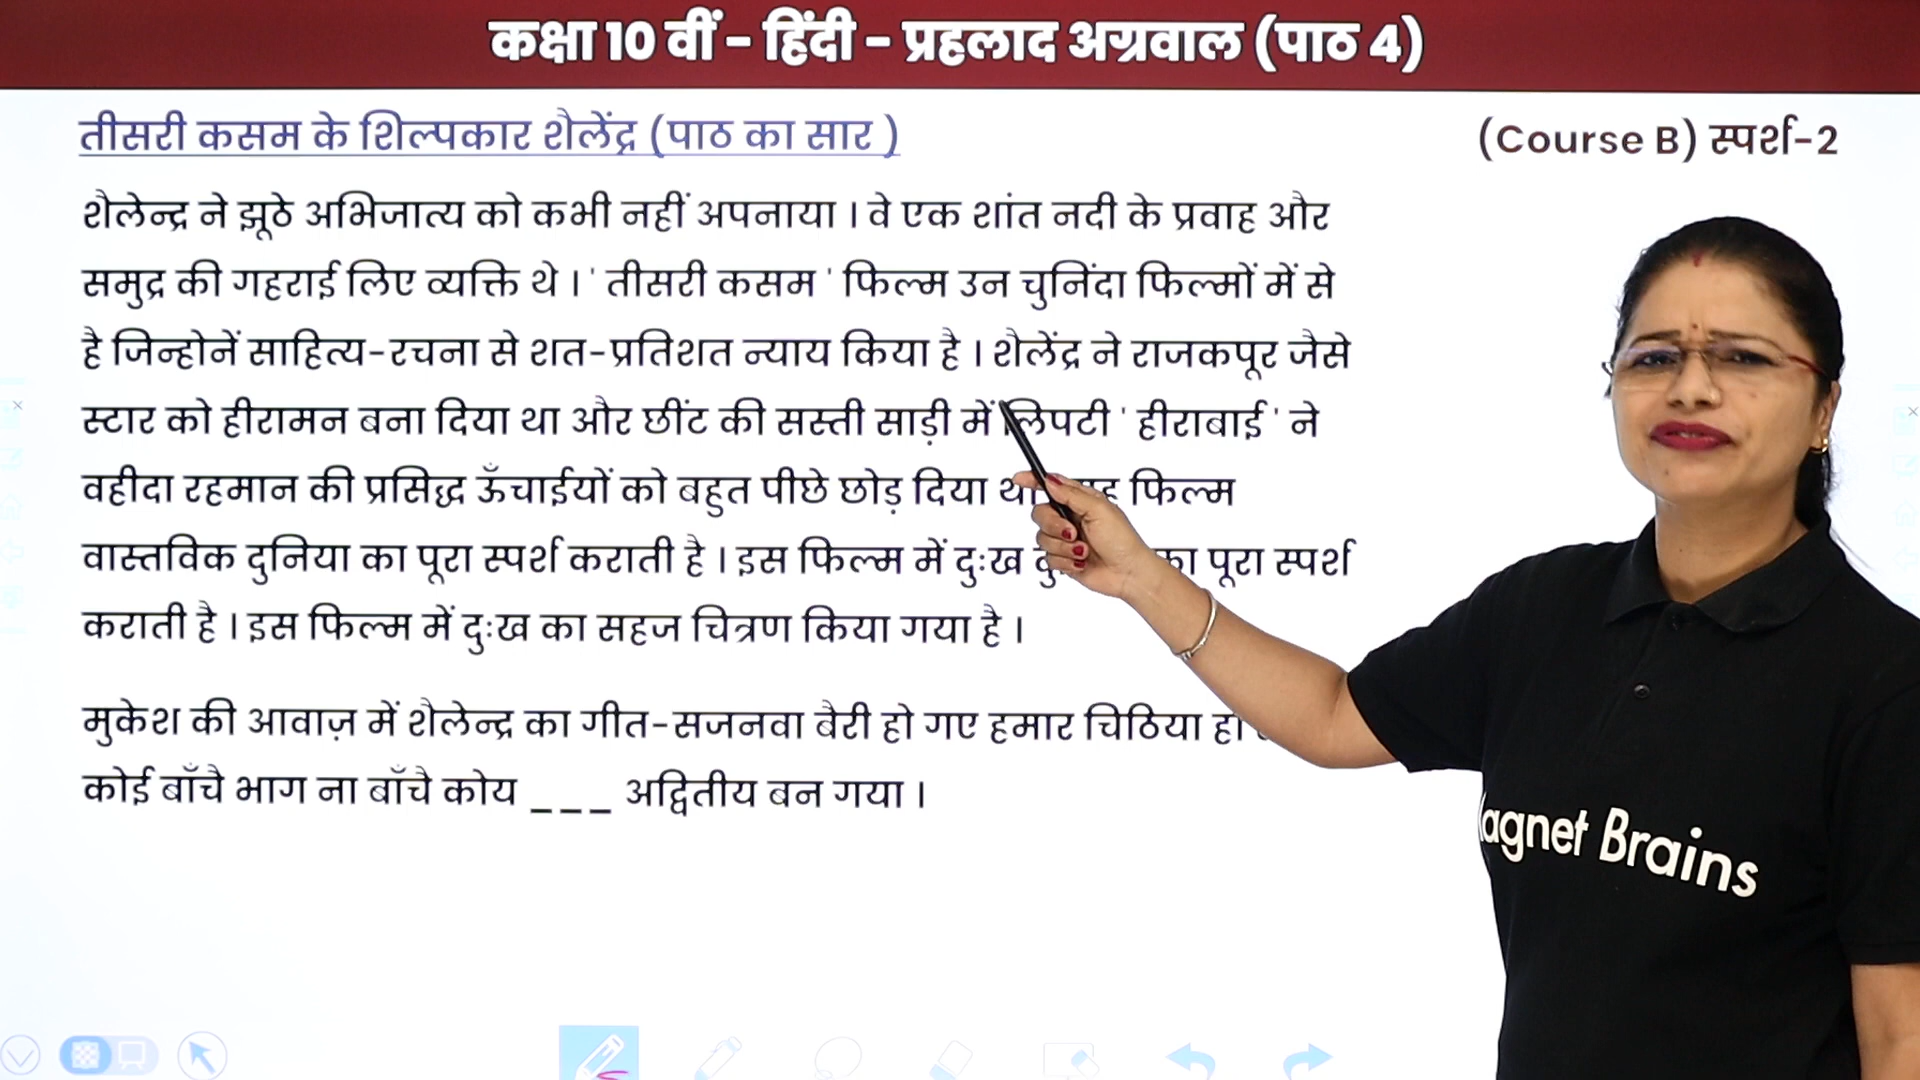 कक्षा 10 वीं - हिंदी - प्रहलाद अग्रवाल (पाठ 4)
तीसरी कसम के शिल्पकार शैलेंद्र (पाठ का सार )
(Course B) स्पर्श-2
शैलेन्द्र ने झूठे अभिजात्य को कभी नहीं अपनाया । वे एक शांत नदी के प्रवाह और
समुद्र की गहराई लिए व्यक्ति थे । ' तीसरी कसम ' फिल्म उन चुनिंदा फिल्मों में से
है जिन्होनें साहित्य-रचना से शत-प्रतिशत न्याय किया है । शैलेंद्र ने राजकपूर जैसे
स्टार को हीरामन बना दिया था और छींट की सस्ती साड़ी में लिपटी ' हीराबाई ' ने
वहीदा रहमान की प्रसिद्ध ऊँचाईयों को बहुत पीछे छोड़ दिया फिल्म
वास्तविक दुनिया का पूरा स्पर्श कराती है । इस फिल्म में दुःख का पूरा स्पर्श
कराती है । इस फिल्म में दुःख का सहज चित्रण किया गया है ।
मुकेश की आवाज़ में शैलेन्द्र का गीत-सजनवा बैरी हो गए हमार चिठिया
कोई बाँचै भाग ना बाँचै कोय _ _ _ अद्वितीय बन गया ।
agnet Brains